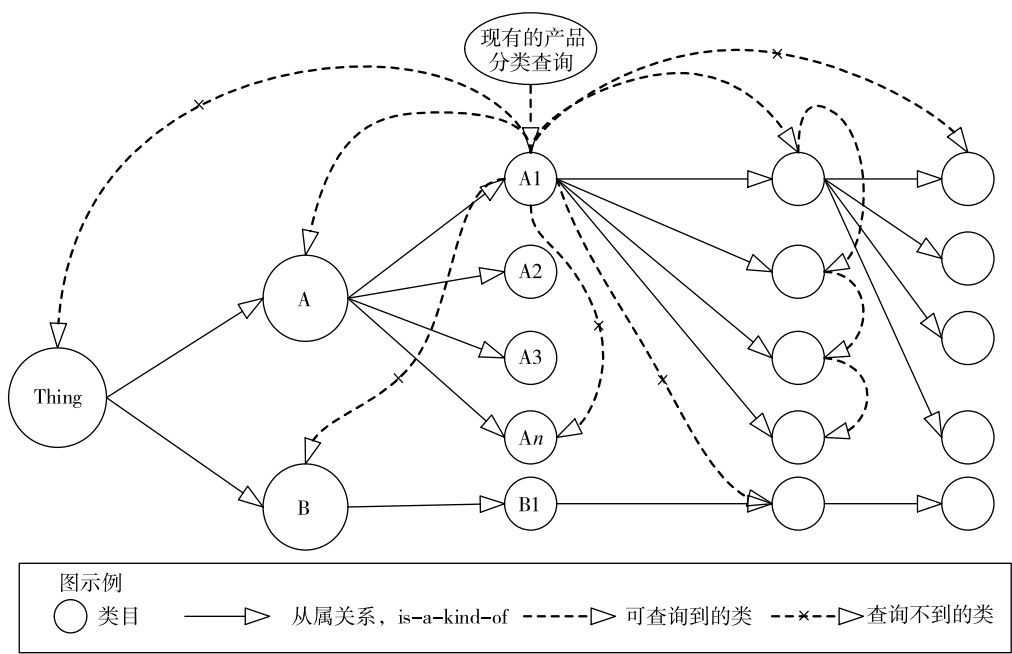 现有的产品
分类查询
A1
A2
A
A3
Thing
An
B
B1
图示例
类目
从属关系，is-a-kind-of
可查询到的类
查询不到的类